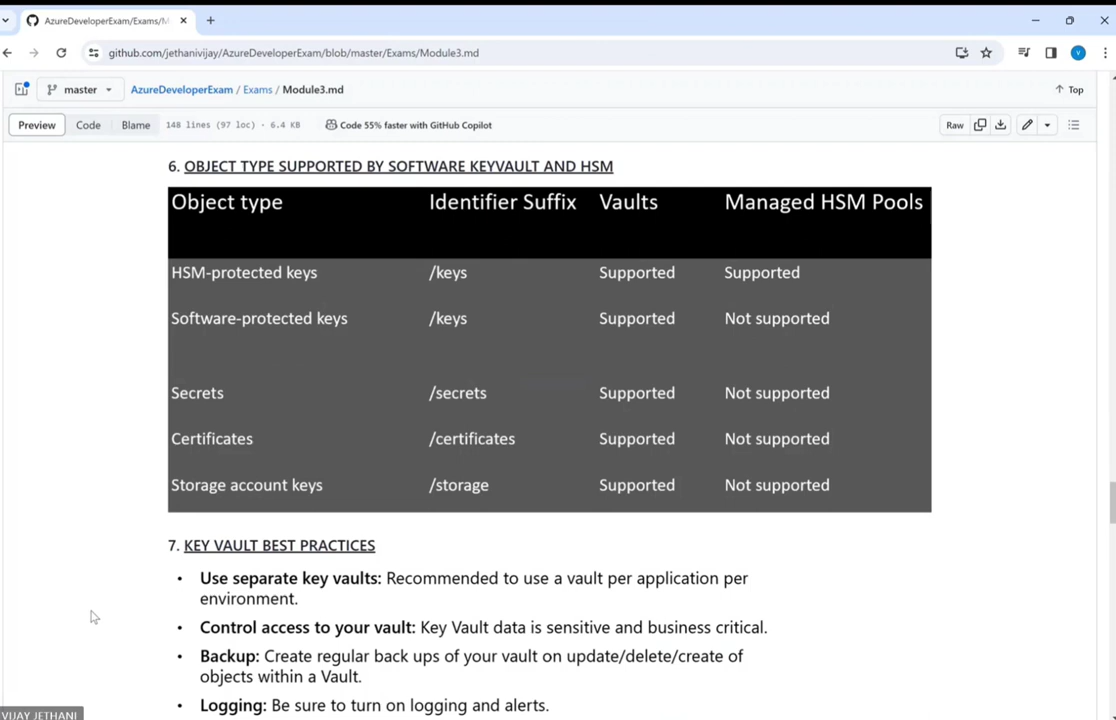 AzureDeveloperExam/Exams/M
github.com/jethanivijay/AzureDeveloperExam/blob/master/Exams/Module3.md
V
master AzureDeveloperExam / Exams / Module3.md Top
Preview Code Blame 148 lines (97 loc) · 6.4 KB Code 55% faster with GitHub Copilot Raw
6. OBJECT TYPE SUPPORTED BY SOFTWARE KEYVAULT AND HSM
Object type Identifier Suffix Vaults Managed HSM Pools
HSM-protected keys /keys Supported Supported
Software-protected keys /keys Supported Not supported
Secrets /secrets Supported Not supported
Certificates /certificates Supported Not supported
Storage account keys /storage Supported Not supported
7. KEY VAULT BEST PRACTICES
• Use separate key vaults: Recommended to use a vault per application per
environment.
• Control access to your vault: Key Vault data is sensitive and business critical.
• Backup: Create regular back ups of your vault on update/delete/create of
objects within a Vault.
• Logging: Be sure to turn on logging and alerts.
VIJAY JETHANI